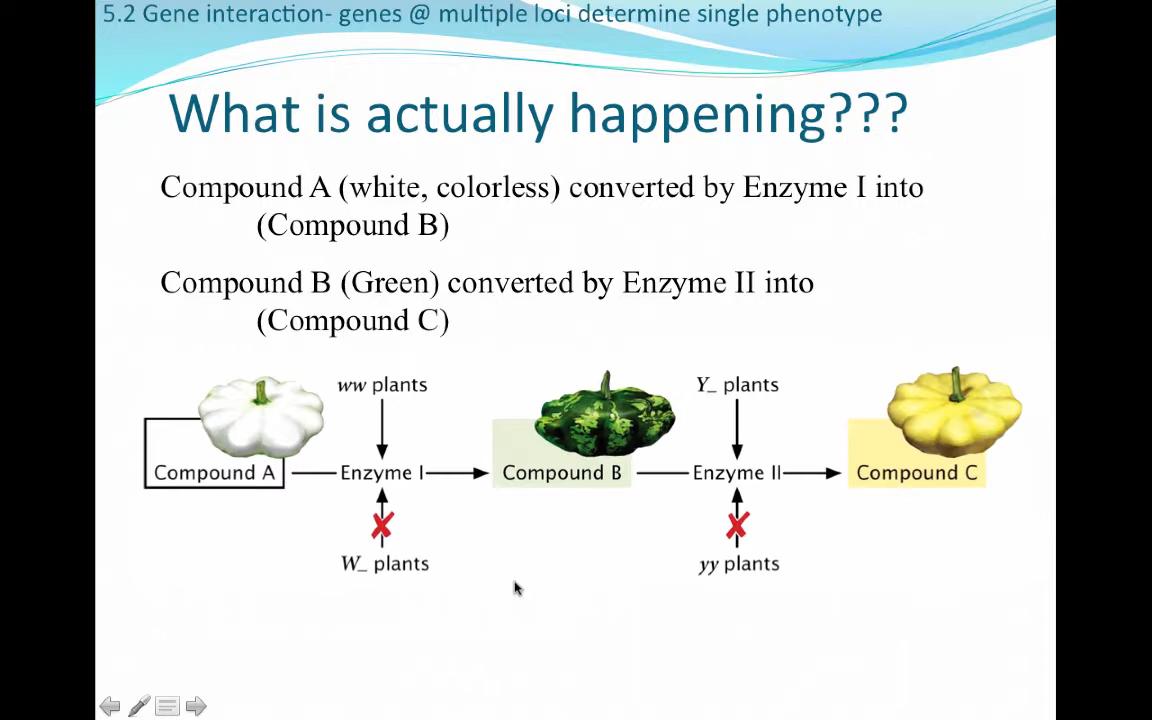 5.2 Gene interaction- genes @ multiple loci determine single phenotype
What is actually happening???
Compound A (white, colorless) converted by Enzyme I into
(Compound B)
Compound B (Green) converted by Enzyme II into
(Compound C)
ww plants
Y_ plants
Compound A
Enzyme I
Compound B
Enzyme II
Compound C
W_ plants
yy plants